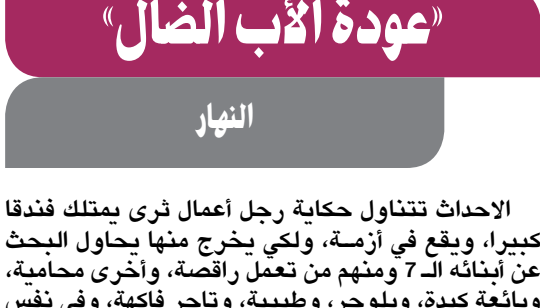 «عودة الأب الضال»
النهار
الاحداث تتناول حكاية رجل أعمال ثرى يمتلك فندقا
كبيرا، ويقع في أزمــة، ولكي يخرج منها يحاول البحث
عن أبنائه الـ 7 ومنهم من تعمل راقصة، وأخرى محامية،
وبائعة كبدة، وبلوجر، وطبيبة، وتاجر فاكهة، وفي نفس